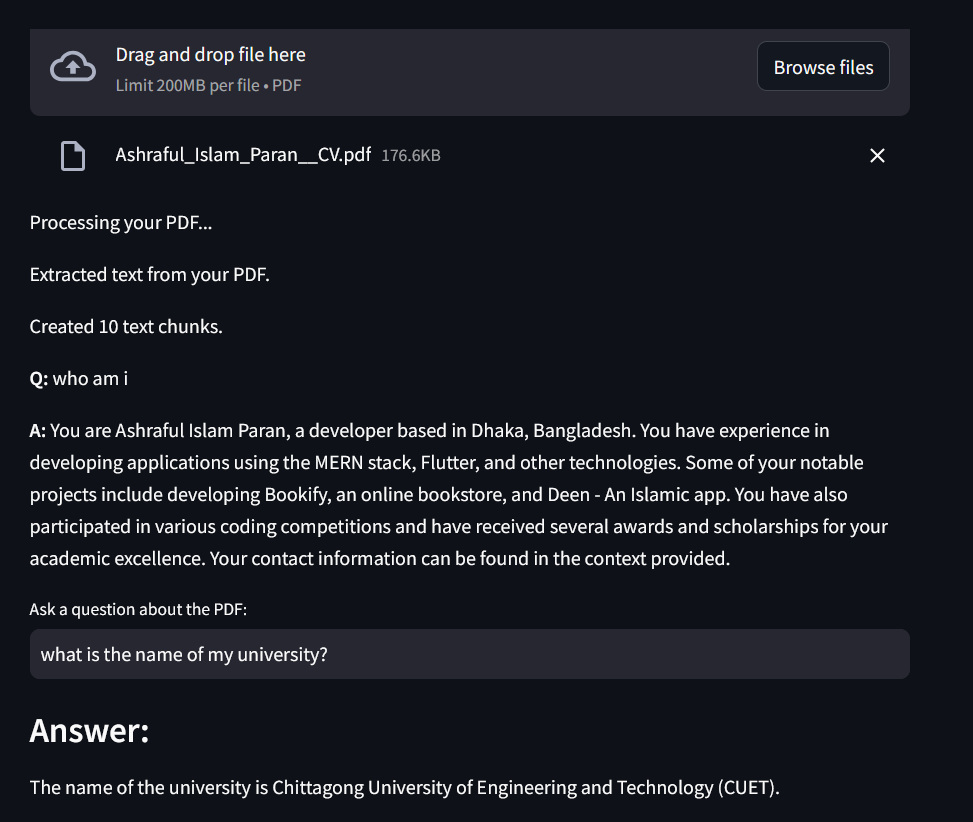 Drag and drop file here
Limit 200MB per file • PDF
Browse files
Ashraful_Islam_Paran__CV.pdf 176.6KB
Processing your PDF...
Extracted text from your PDF.
Created 10 text chunks.
Q: who am i
A: You are Ashraful Islam Paran, a developer based in Dhaka, Bangladesh. You have experience in
developing applications using the MERN stack, Flutter, and other technologies. Some of your notable
projects include developing Bookify, an online bookstore, and Deen - An Islamic app. You have also
participated in various coding competitions and have received several awards and scholarships for your
academic excellence. Your contact information can be found in the context provided.
Ask a question about the PDF:
what is the name of my university?
Answer:
The name of the university is Chittagong University of Engineering and Technology (CUET).